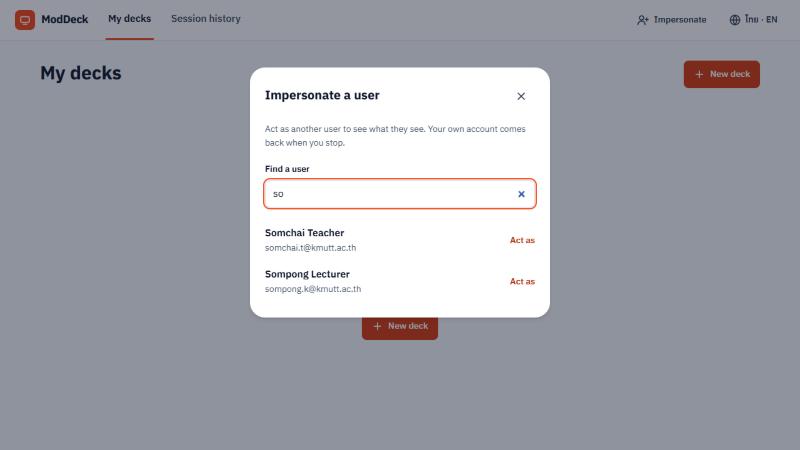 ModDeck
My decks
Session history
Impersonate
ไทย · EN
My decks
New deck
Impersonate a user
Act as another user to see what they see. Your own account comes
back when you stop.
Find a user
so
Somchai Teacher
somchai.t@kmutt.ac.th
Act as
Sompong Lecturer
sompong.k@kmutt.ac.th
Act as
New deck